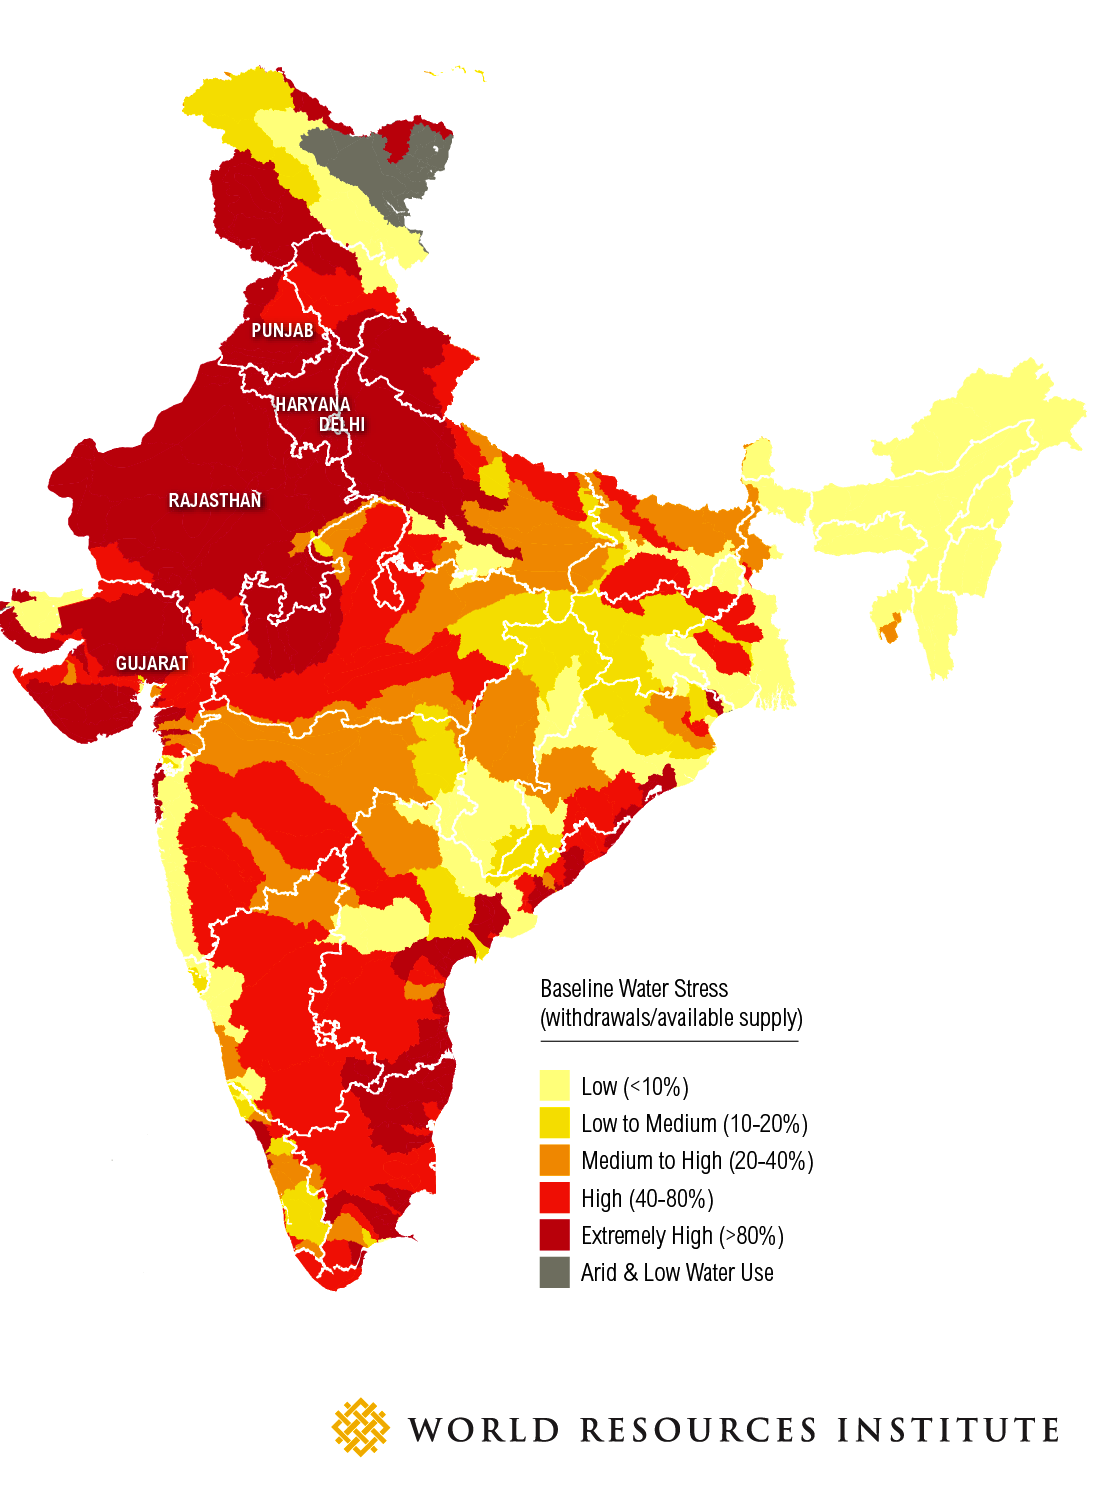 PUNJAB
HARYANA
DELHI
RAJASTHAN
GUJARAT
Baseline Water Stress
(withdrawals/available supply)
Low (<10%)
Low to Medium (10-20%)
Medium to High (20-40%)
High (40-80%)
Extremely High (>80%)
Arid & Low Water Use
WORLD RESOURCES INSTITUTE